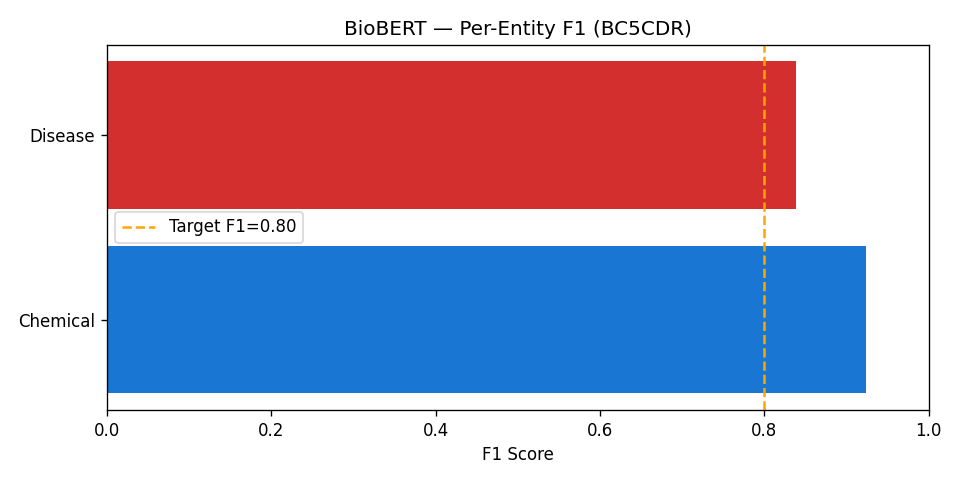 BioBERT — Per-Entity F1 (BC5CDR)
Disease
Target F1=0.80
Chemical
0.0 0.2 0.4 0.6 0.8 1.0
F1 Score